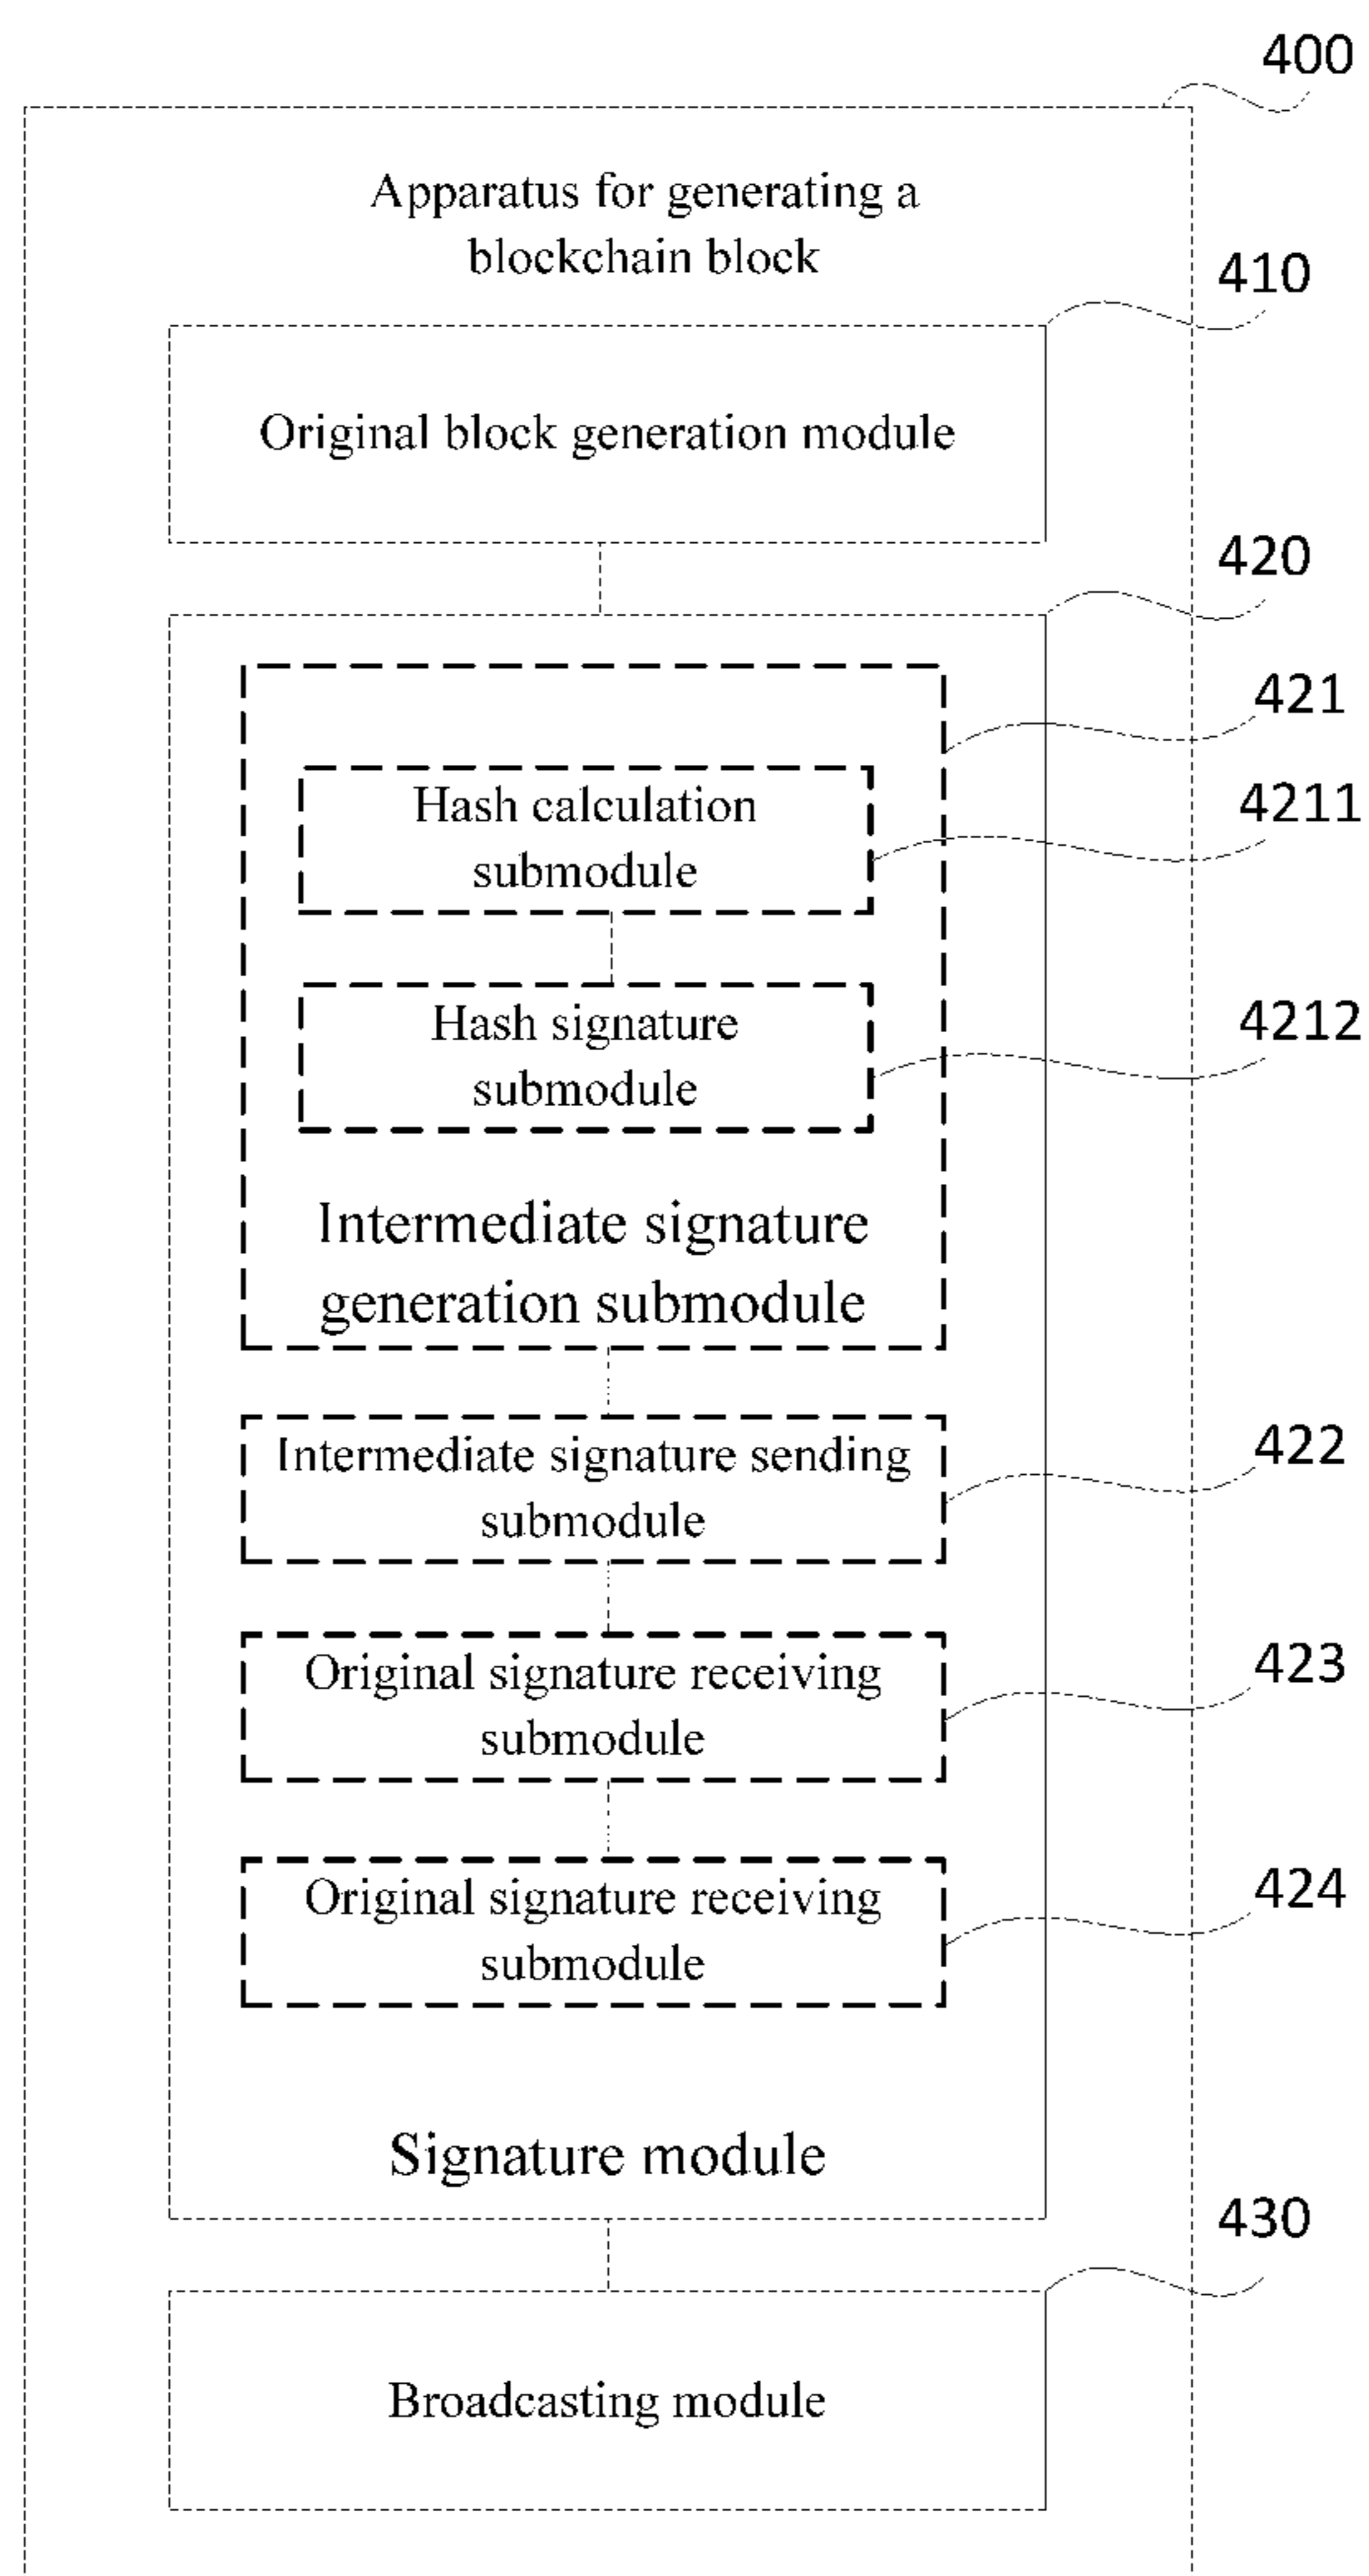 400
Apparatus for generating a
blockchain block
410
Original block generation module
420
421
Hash calculation
submodule
4211
Hash signature
submodule
4212
Intermediate signature
generation submodule
Intermediate signature sending
submodule
422
Original signature receiving
submodule
423
Original signature receiving
submodule
424
Signature module
430
Broadcasting module